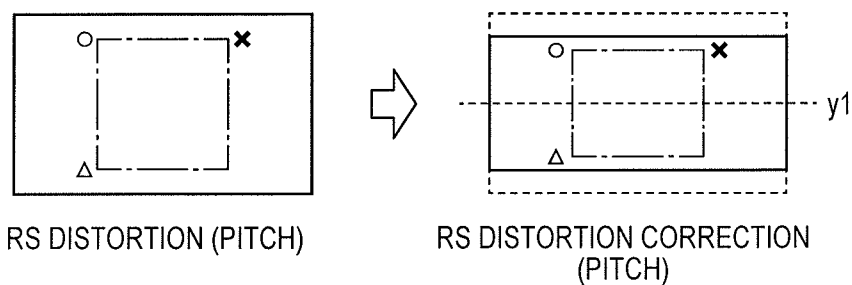 y1
RS DISTORTION (PITCH)
RS DISTORTION CORRECTION
(PITCH)